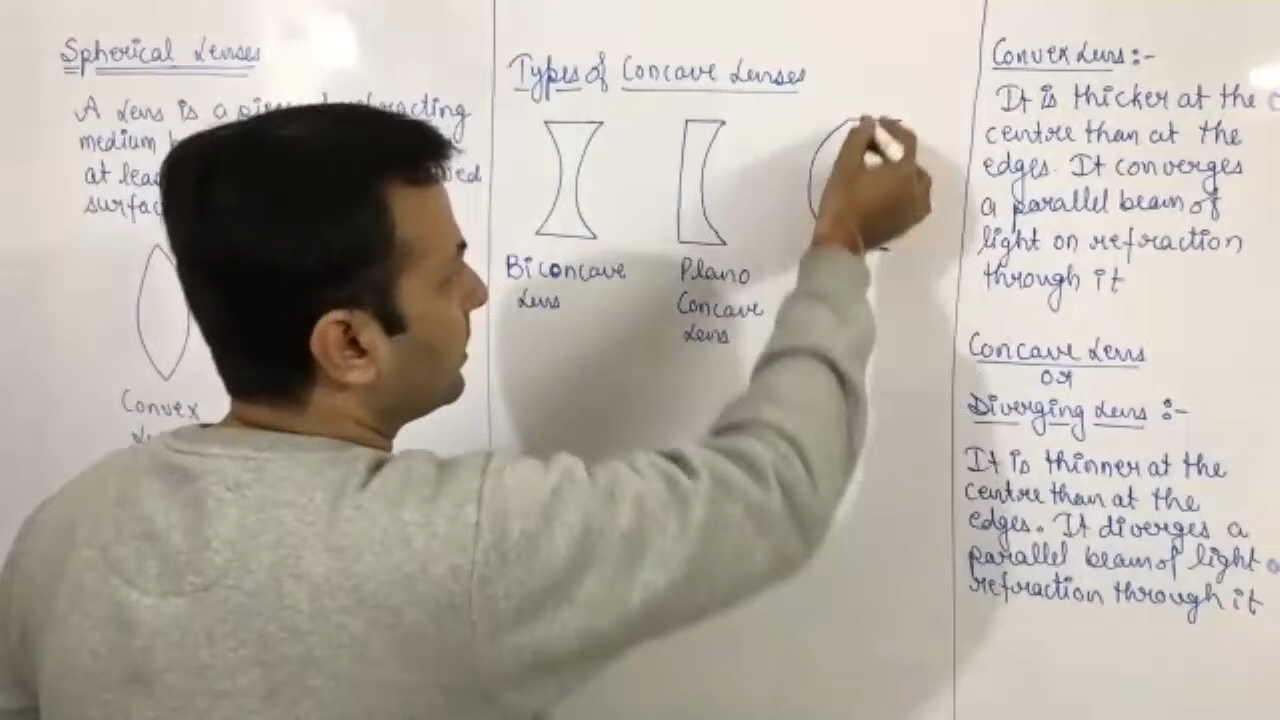 Spherical Lenses
A Lens is a
medium
at lea
surfac
Convex
Types of Concave Lenses
Biconcave
Lens
Plano
Concave
Lens
Convex Lens:-
It is thicker at the
centre than at the
edges. It converges
a parallel beam of
light on refraction
through it
Concave Lens
or
Diverging Lens :-
It is thinner at the
centre than at the
edges. It diverges a
parallel beam of light
refraction through it